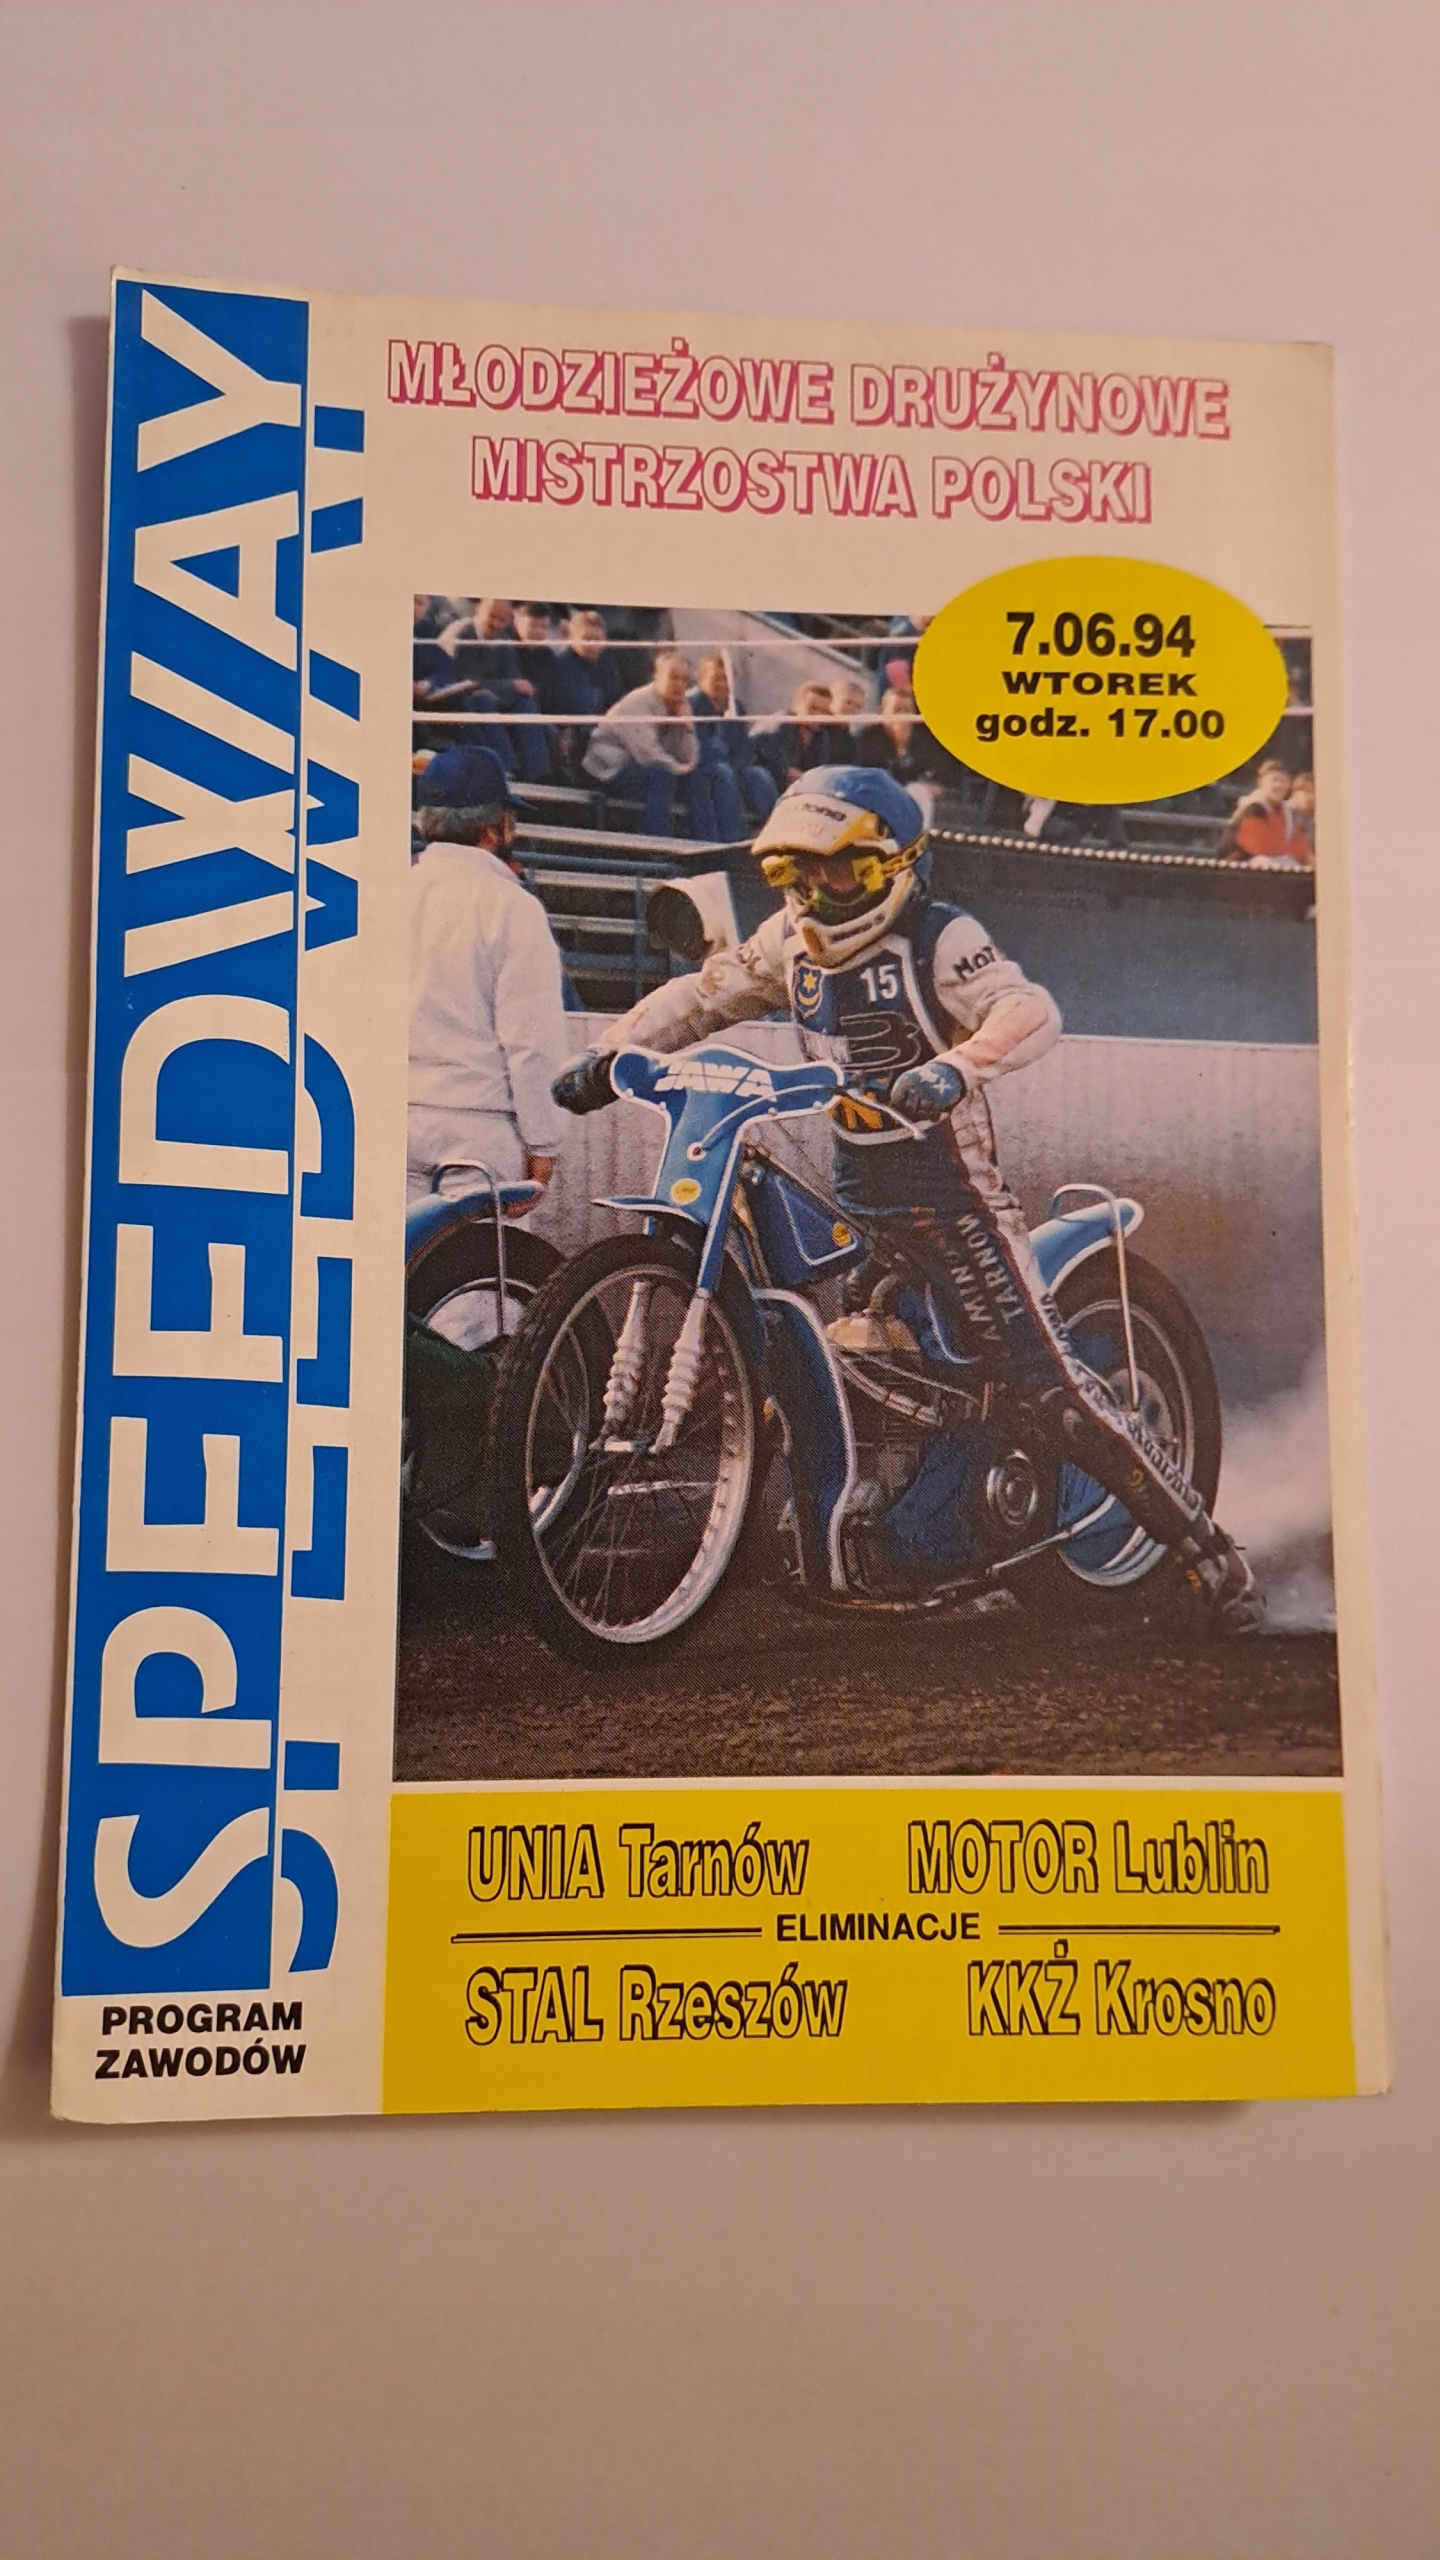 SPEEDWAY
MŁODZIEŻOWE DRUŻYNOWE
MISTRZOSTWA POLSKI
7.06.94
WTOREK
godz. 17.00
15
JAWA
TARNÓW
UNIA Tarnów MOTOR Lublin
ELIMINACJE
STAL Rzeszów KKŻ Krosno
PROGRAM
ZAWODÓW